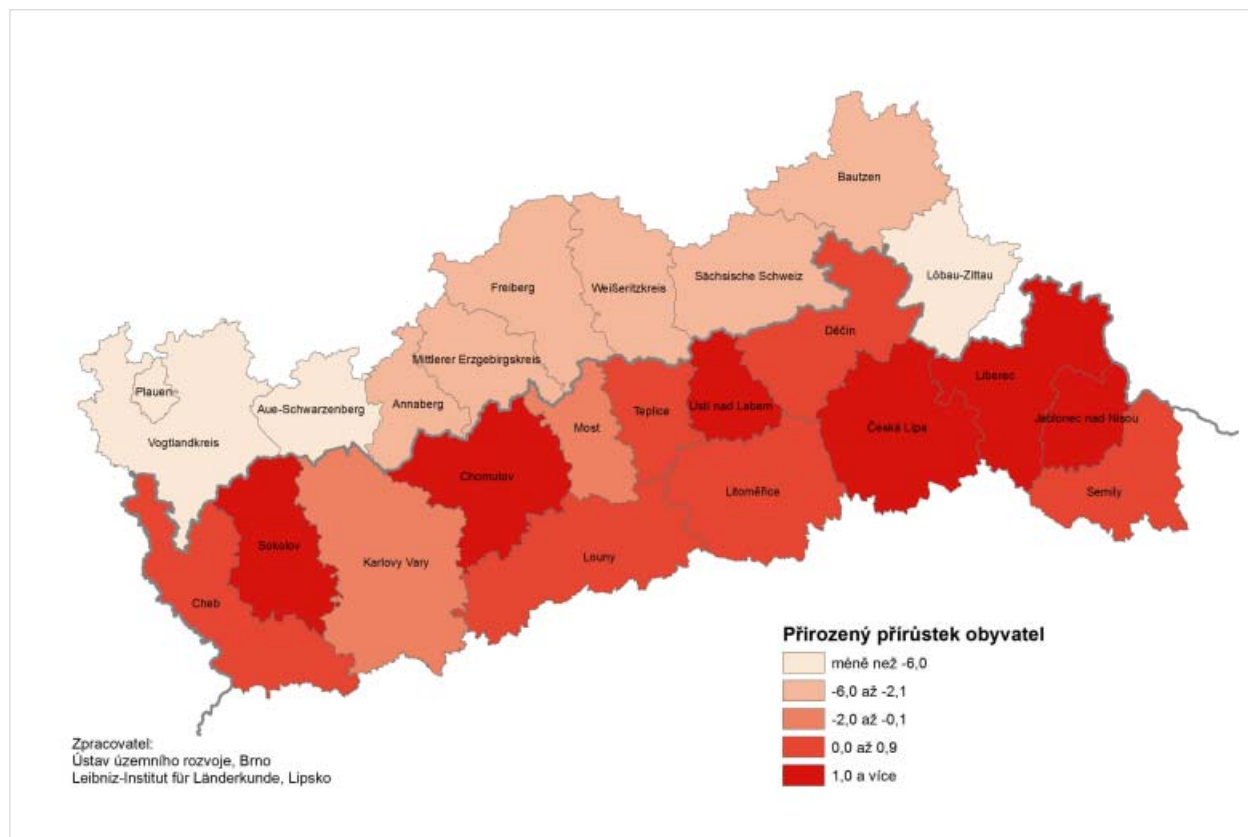 Bautzen
Löbau-Zittau
Sächsische Schweiz
Freiberg
Weißeritzkreis
Děčín
Mittlerer Erzgebirgskreis
Liberec
Plauen
Annaberg
Teplice
Ústí nad Labem
Aue-Schwarzenberg
Most
Česká Lípa
Jablonec nad Nisou
Vogtlandkreis
Chomutov
Litoměřice
Semily
Sokolov
Karlovy Vary
Louny
Cheb
Přirozený přírůstek obyvatel
méně než -6,0
-6,0 až -2,1
-2,0 až -0,1
0,0 až 0,9
1,0 a více
Zpracovatel:
Ústav územního rozvoje, Brno
Leibniz-Institut für Länderkunde, Lipsko